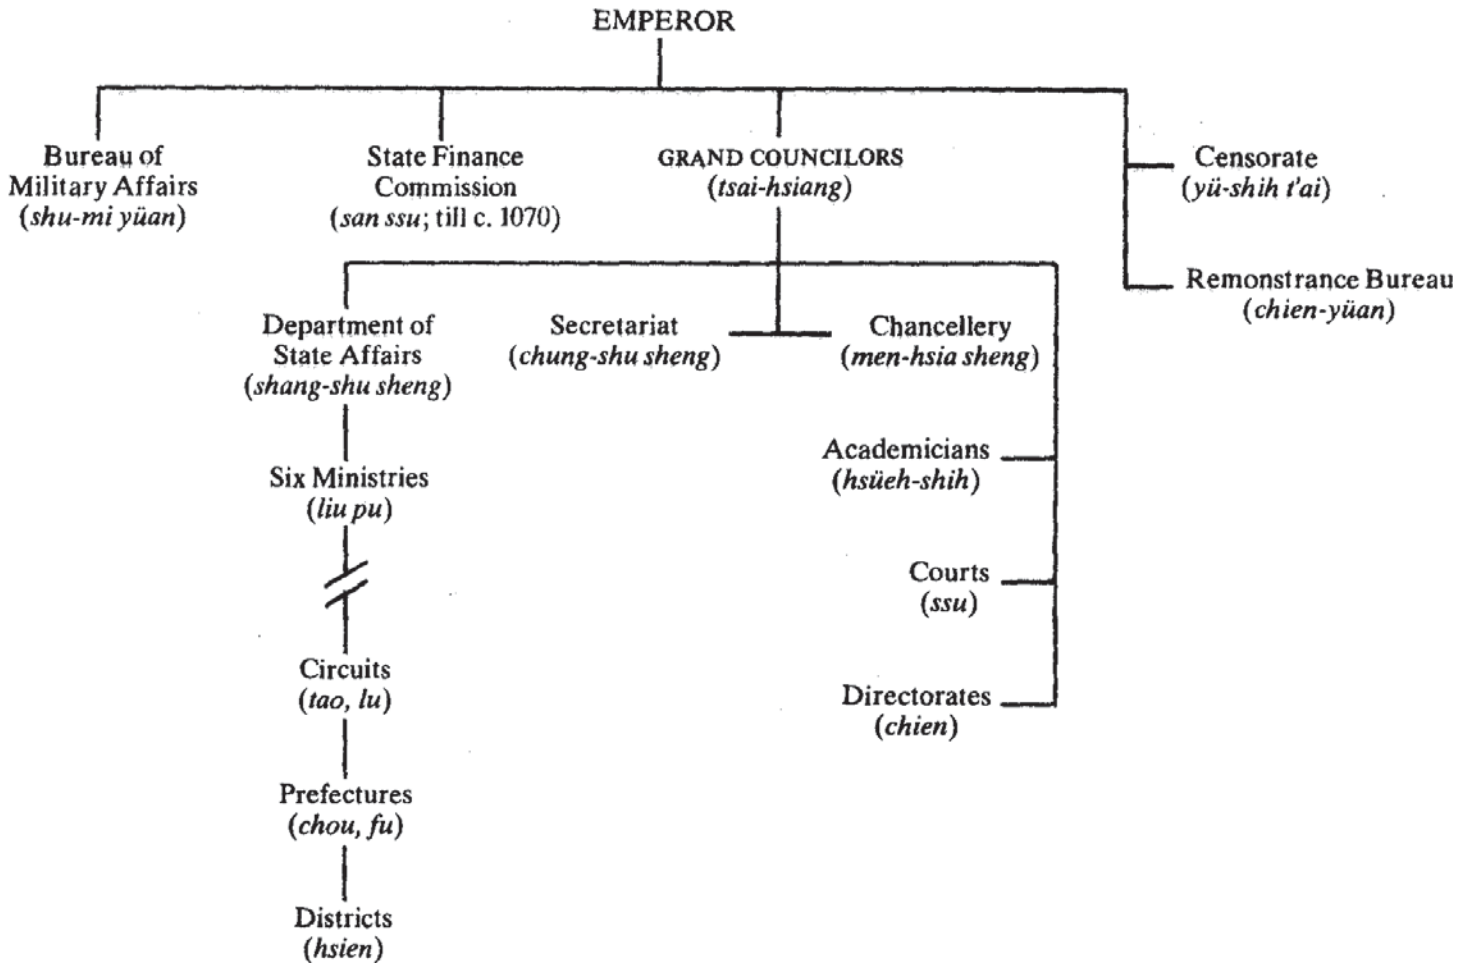 EMPEROR
Bureau of
Military Affairs
(shu-mi yüan)
State Finance
Commission
(san ssu; till c. 1070)
GRAND COUNCILORS
(tsai-hsiang)
Censorate
(yü-shih t'ai)
Remonstrance Bureau
(chien-yüan)
Department of
State Affairs
(shang-shu sheng)
Secretariat
(chung-shu sheng)
Chancellery
(men-hsia sheng)
Six Ministries
(liu pu)
Academicians
(hsüeh-shih)
Courts
(ssu)
Directorates
(chien)
Circuits
(tao, lu)
Prefectures
(chou, fu)
Districts
(hsien)